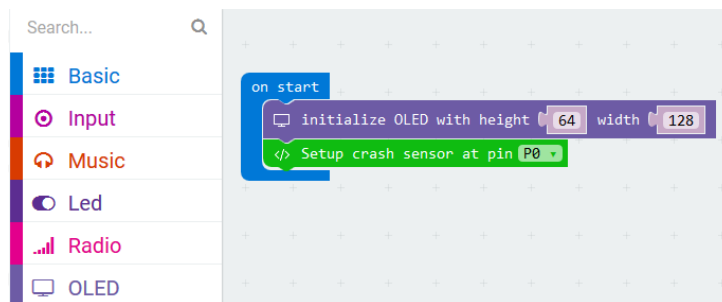 Search...
Basic
Input
Music
Led
Radio
OLED
on start
initialize OLED with height 64 width 128
</> Setup crash sensor at pin P0